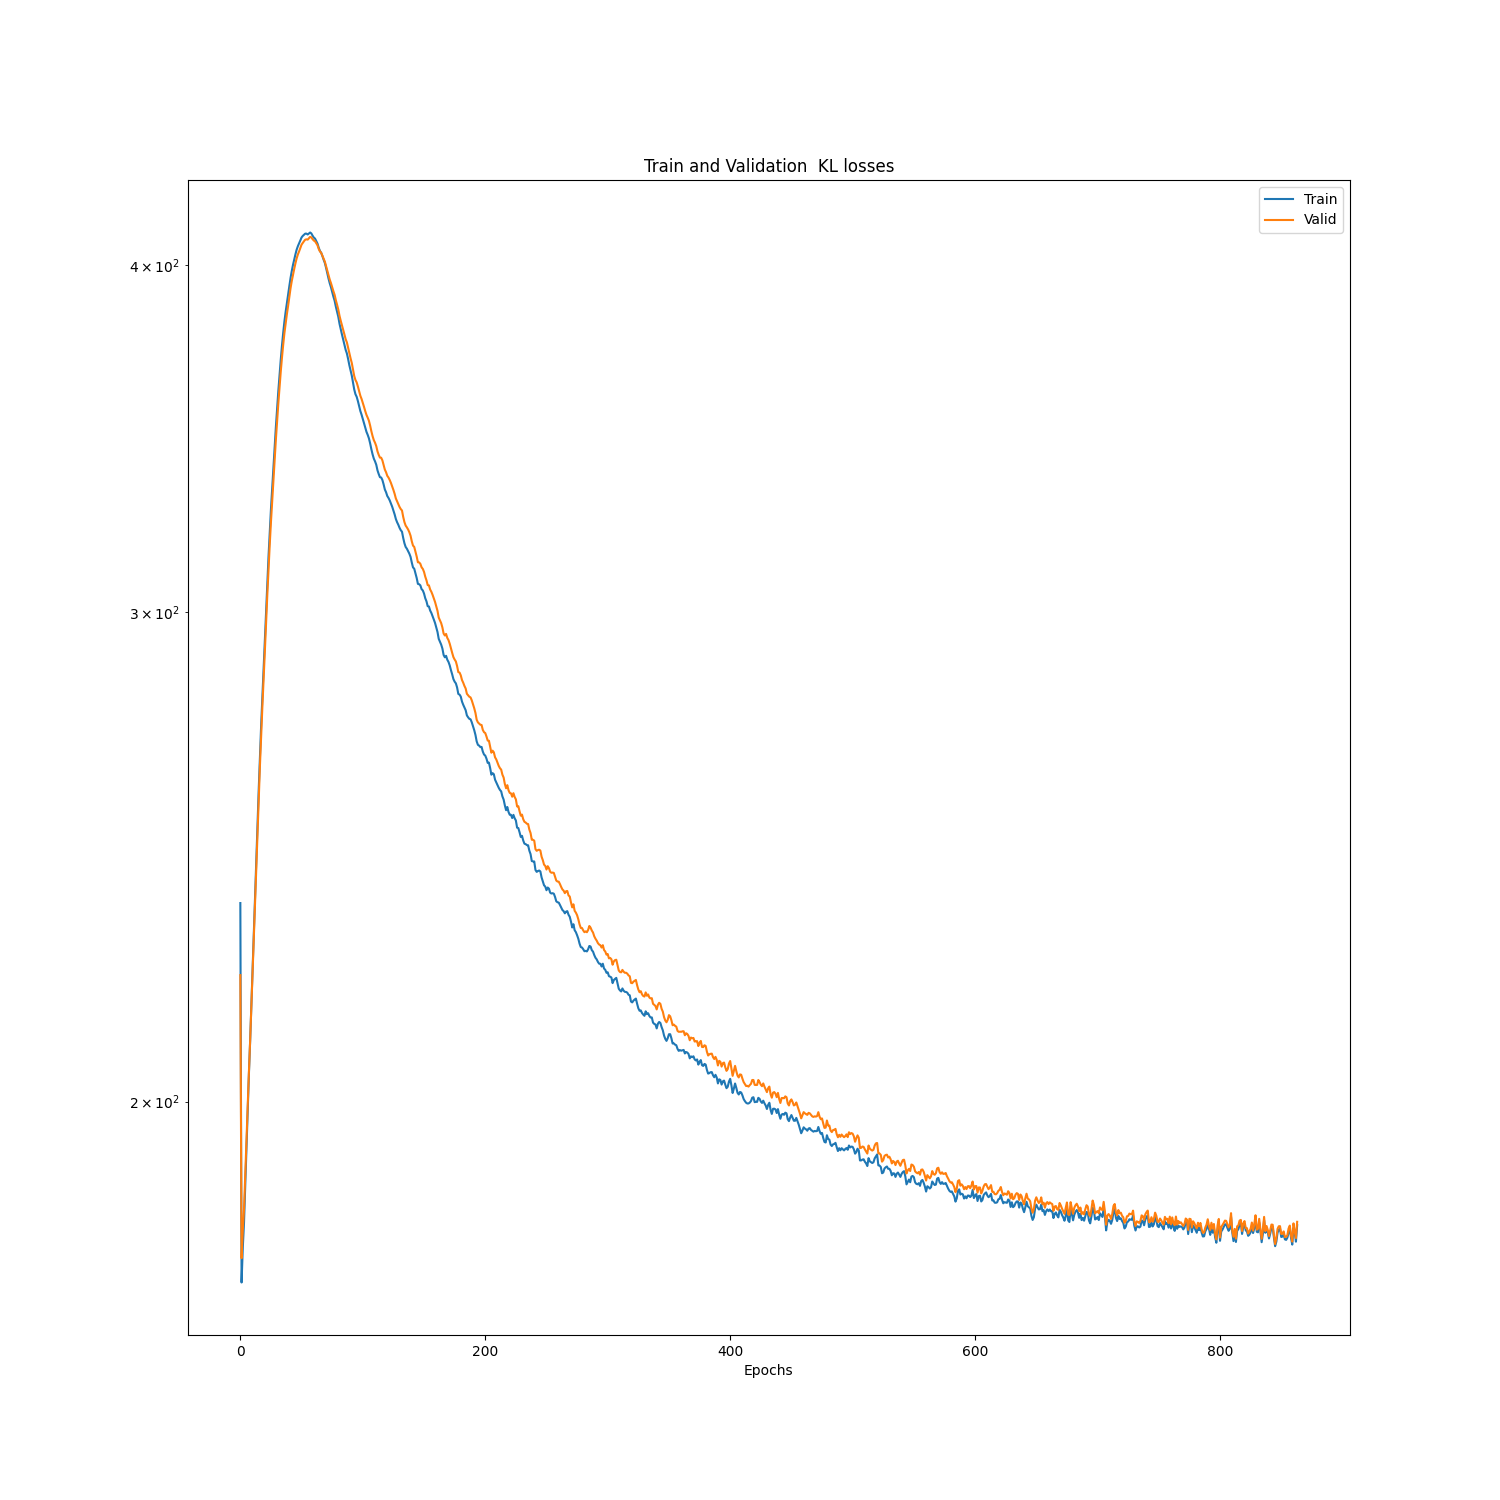 Train and Validation  KL losses
Train
Valid
4 × 10²
3 × 10²
2 × 10²
0 200 400 600 800
Epochs